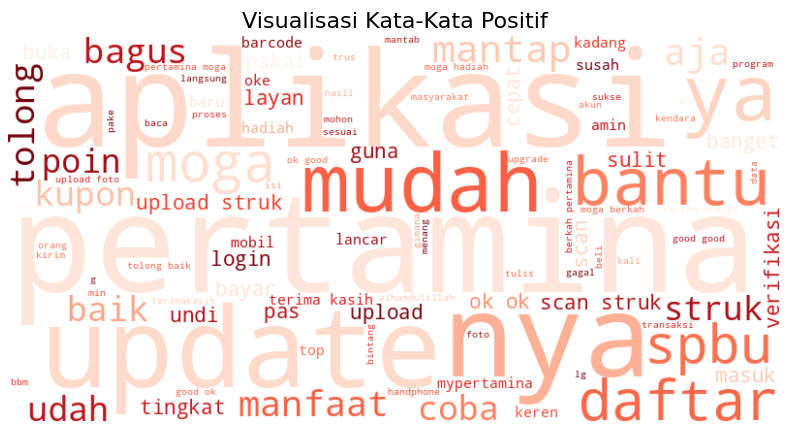 Visualisasi Kata-Kata Positif
buka
bagus
barcode
mantab
mantap
kadang
aja
pertamina moga
langsung
pakai
trus
moga hadiah
susah
program
tolong
aplikasi
ya
oke
baru
hasil
masyarakat
cepat
sukse
akun
layan
pake
proses
hadiah
mohon
sesuai
amin
kendara
banget
baca
poin
moga
guna
ok good
upgrade
sulit
data
upload foto
isi
mudah
bantu
kupon
upload struk
berkah pertamina
moga berkah
pertamina
orang
kirim
mobil
lancar
gimana
menang
scan
good good
verifikasi
tolong baik
login
beli
kali
gagal
tulis
g
min
bayar
baik
terimakasih
terima kasih
alhamdulillah
ok ok
scan struk
struk
undi
pas
upload
update
nya
foto
transaksi
spbu
top
bintang
masuk
bbm
good ok
handphone
mypertamina
lg
daftar
udah
tingkat
manfaat
coba
keren